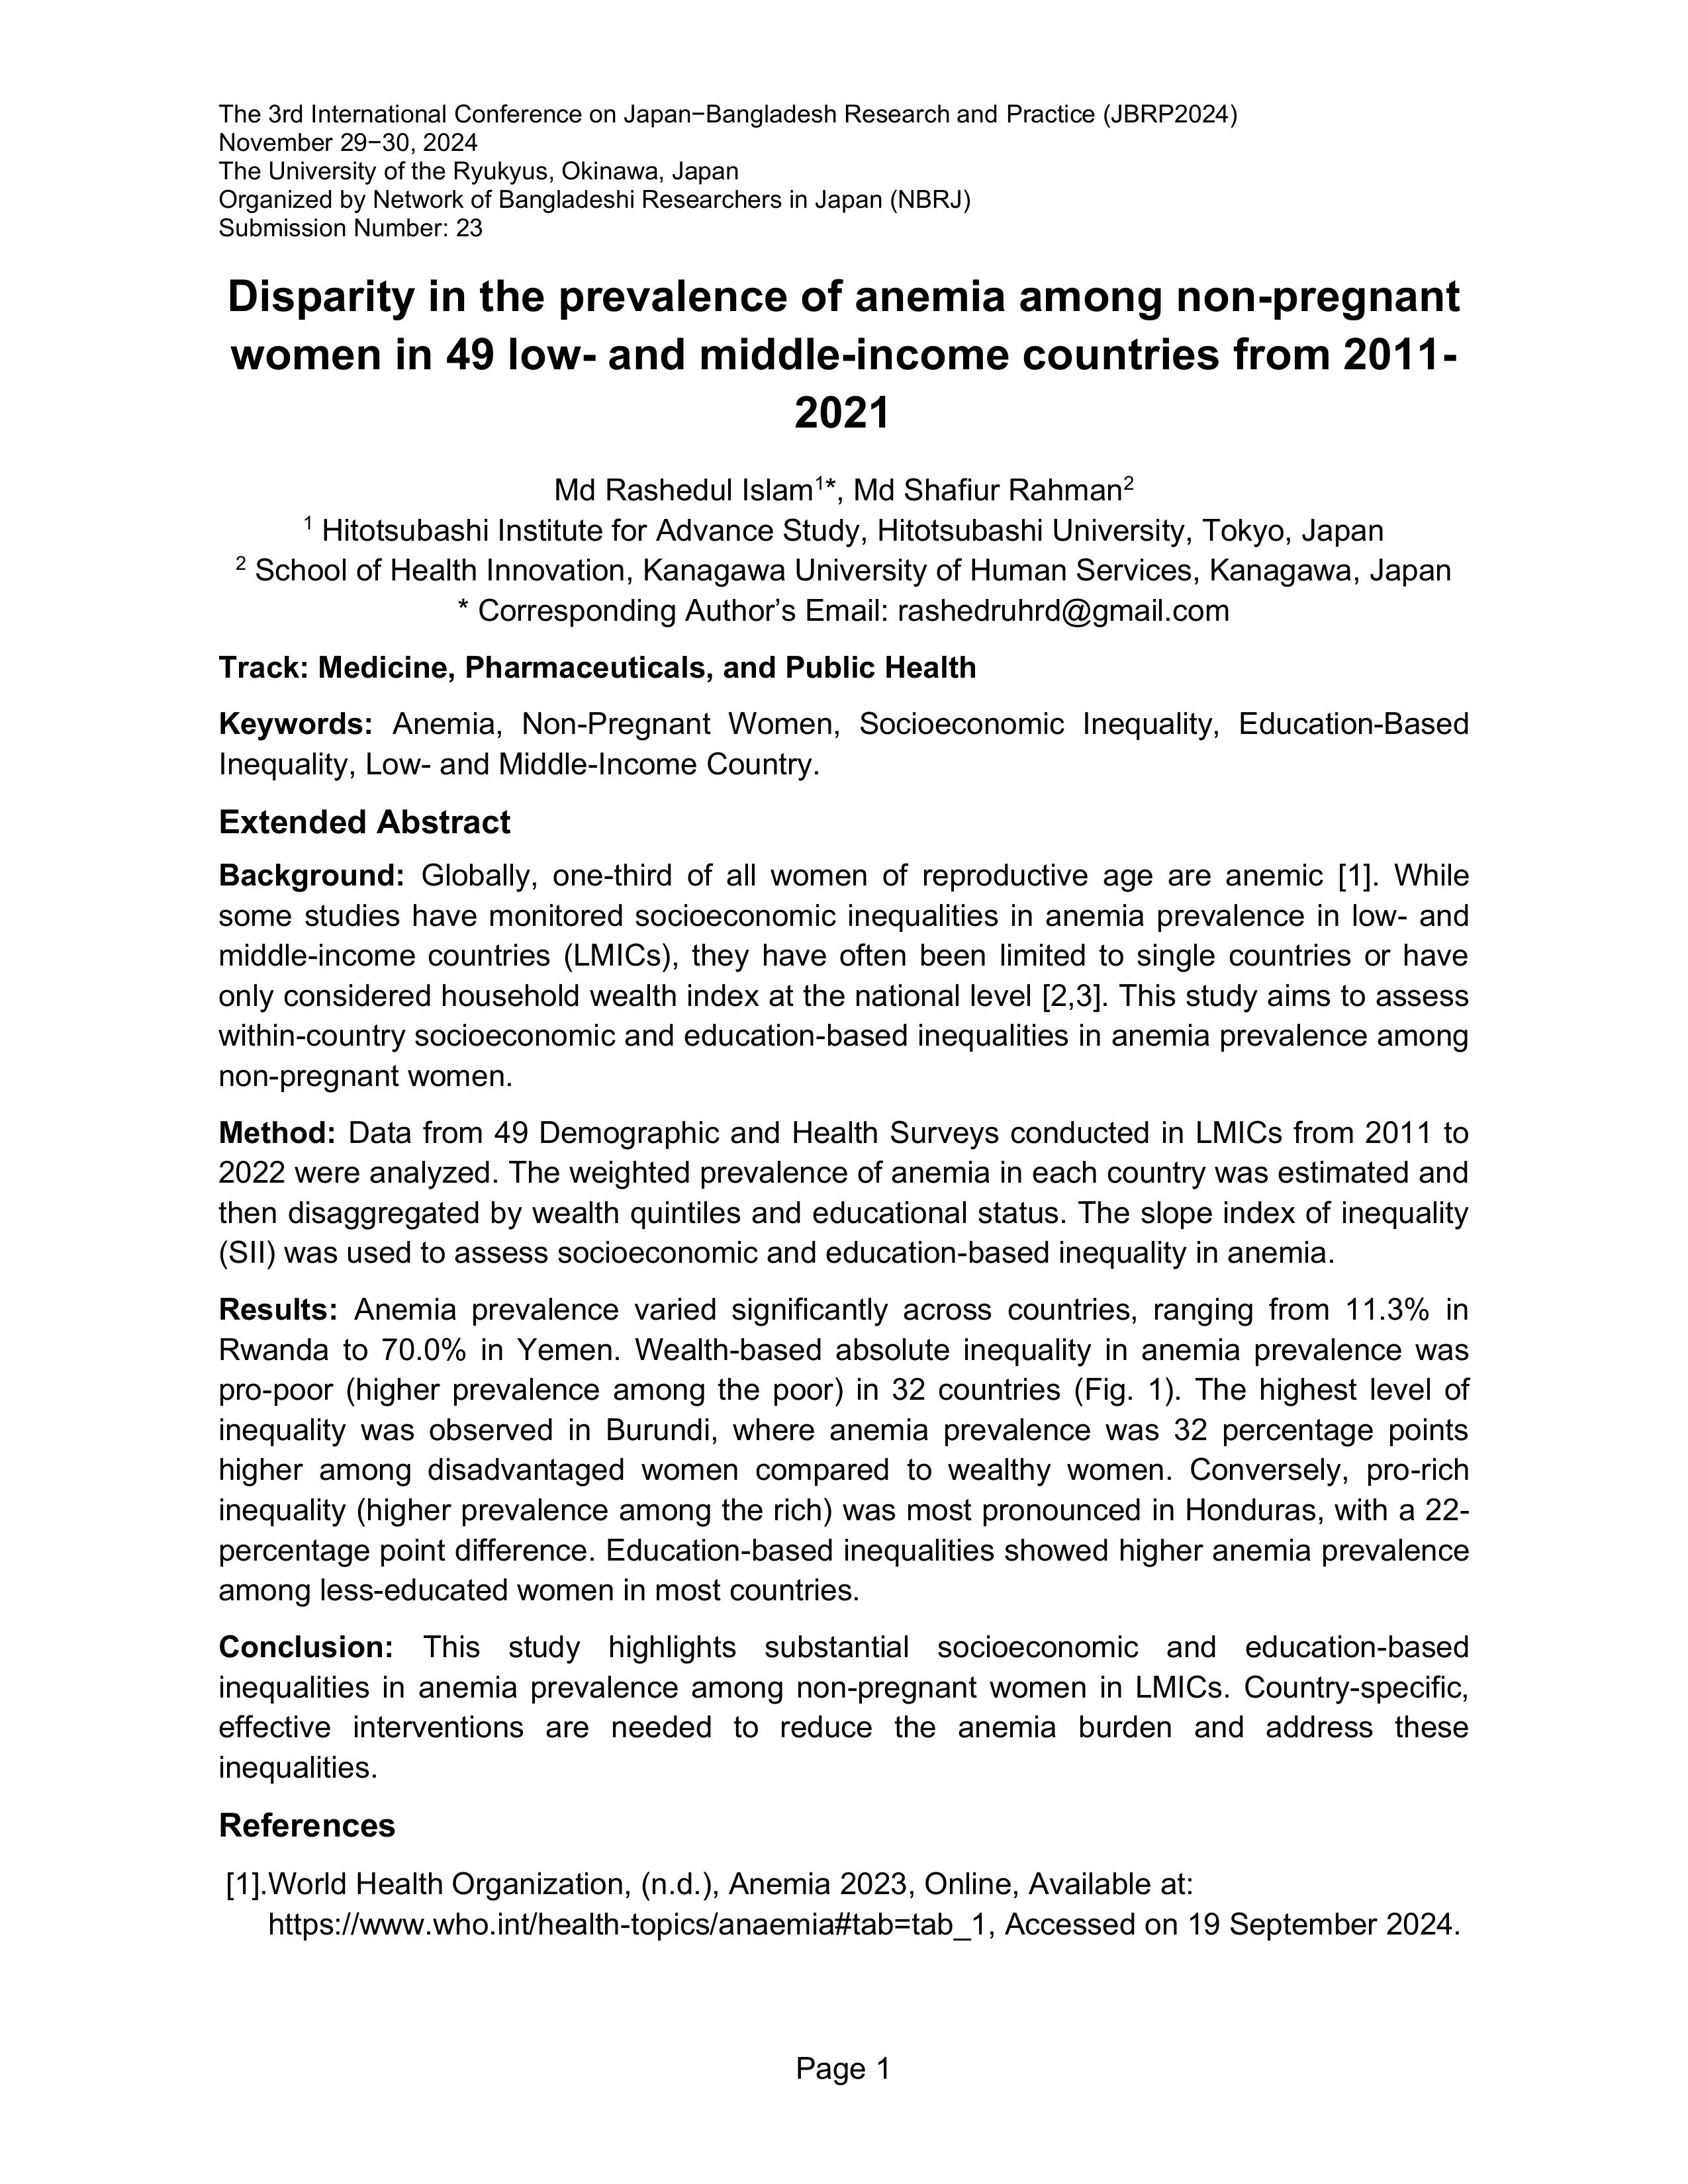 The 3rd International Conference on Japan−Bangladesh Research and Practice (JBRP2024)
November 29−30, 2024
The University of the Ryukyus, Okinawa, Japan
Organized by Network of Bangladeshi Researchers in Japan (NBRJ)
Submission Number: 23
Disparity in the prevalence of anemia among non-pregnant
women in 49 low- and middle-income countries from 2011-
2021
Md Rashedul Islam1*, Md Shafiur Rahman2
1 Hitotsubashi Institute for Advance Study, Hitotsubashi University, Tokyo, Japan
2 School of Health Innovation, Kanagawa University of Human Services, Kanagawa, Japan
* Corresponding Author’s Email: rashedruhrd@gmail.com
Track: Medicine, Pharmaceuticals, and Public Health
Keywords: Anemia, Non-Pregnant Women, Socioeconomic Inequality, Education-Based
Inequality, Low- and Middle-Income Country.
Extended Abstract
Background: Globally, one-third of all women of reproductive age are anemic [1]. While
some studies have monitored socioeconomic inequalities in anemia prevalence in low- and
middle-income countries (LMICs), they have often been limited to single countries or have
only considered household wealth index at the national level [2,3]. This study aims to assess
within-country socioeconomic and education-based inequalities in anemia prevalence among
non-pregnant women.
Method: Data from 49 Demographic and Health Surveys conducted in LMICs from 2011 to
2022 were analyzed. The weighted prevalence of anemia in each country was estimated and
then disaggregated by wealth quintiles and educational status. The slope index of inequality
(SII) was used to assess socioeconomic and education-based inequality in anemia.
Results: Anemia prevalence varied significantly across countries, ranging from 11.3% in
Rwanda to 70.0% in Yemen. Wealth-based absolute inequality in anemia prevalence was
pro-poor (higher prevalence among the poor) in 32 countries (Fig. 1). The highest level of
inequality was observed in Burundi, where anemia prevalence was 32 percentage points
higher among disadvantaged women compared to wealthy women. Conversely, pro-rich
inequality (higher prevalence among the rich) was most pronounced in Honduras, with a 22-
percentage point difference. Education-based inequalities showed higher anemia prevalence
among less-educated women in most countries.
Conclusion: This study highlights substantial socioeconomic and education-based
inequalities in anemia prevalence among non-pregnant women in LMICs. Country-specific,
effective interventions are needed to reduce the anemia burden and address these
inequalities.
References
[1].World Health Organization, (n.d.), Anemia 2023, Online, Available at:
https://www.who.int/health-topics/anaemia#tab=tab_1, Accessed on 19 September 2024.
Page 1